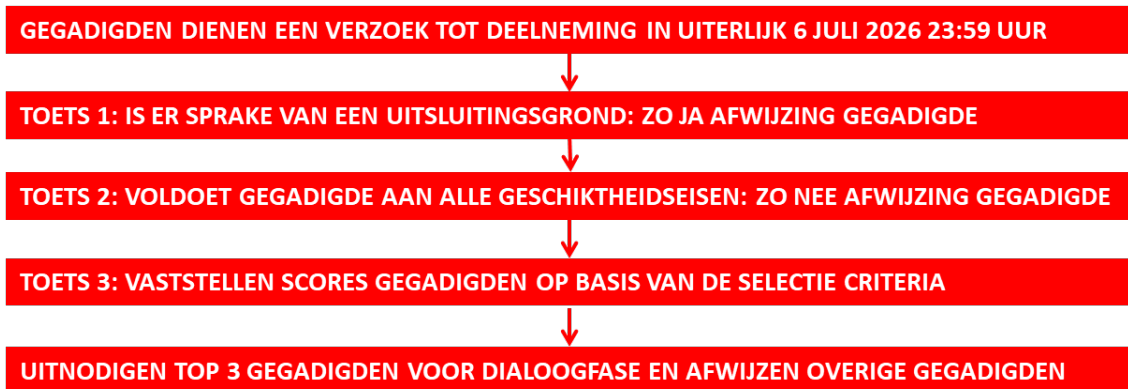 GEGADIGDEN DIENEN EEN VERZOEK TOT DEELNEMING IN UITERLIJK 6 JULI 2026 23:59 UUR
TOETS 1: IS ER SPRAKE VAN EEN UITSLUITINGSGROND: ZO JA AFWIJZING GEGADIGDE
TOETS 2: VOLDOET GEGADIGDE AAN ALLE GESCHIKTHEIDSEISEN: ZO NEE AFWIJZING GEGADIGDE
TOETS 3: VASTSTELLEN SCORES GEGADIGDEN OP BASIS VAN DE SELECTIE CRITERIA
UITNODIGEN TOP 3 GEGADIGDEN VOOR DIALOOGFASE EN AFWIJZEN OVERIGE GEGADIGDEN